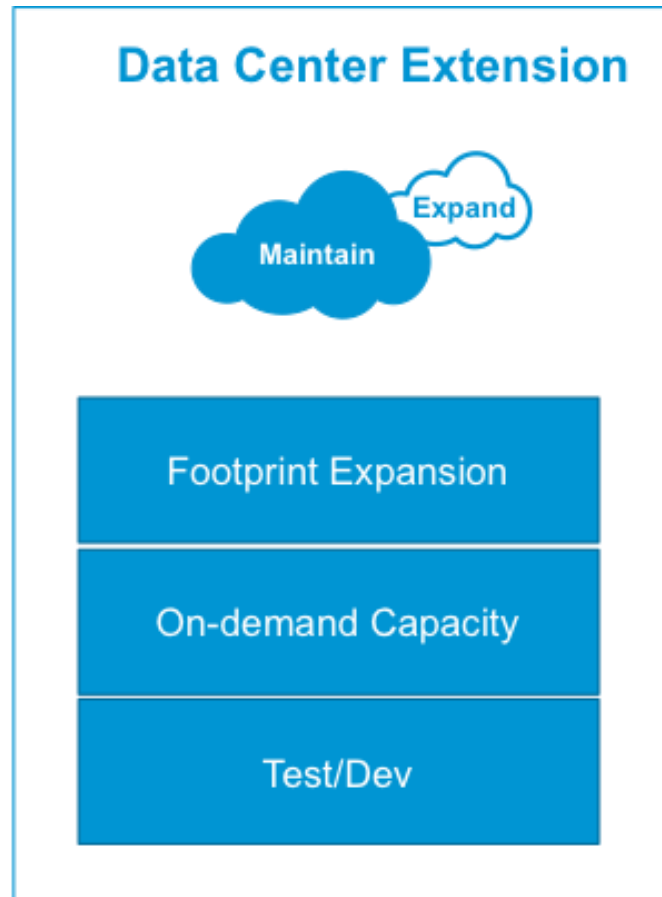 Data Center Extension
Expand
Maintain
Footprint Expansion
On-demand Capacity
Test/Dev